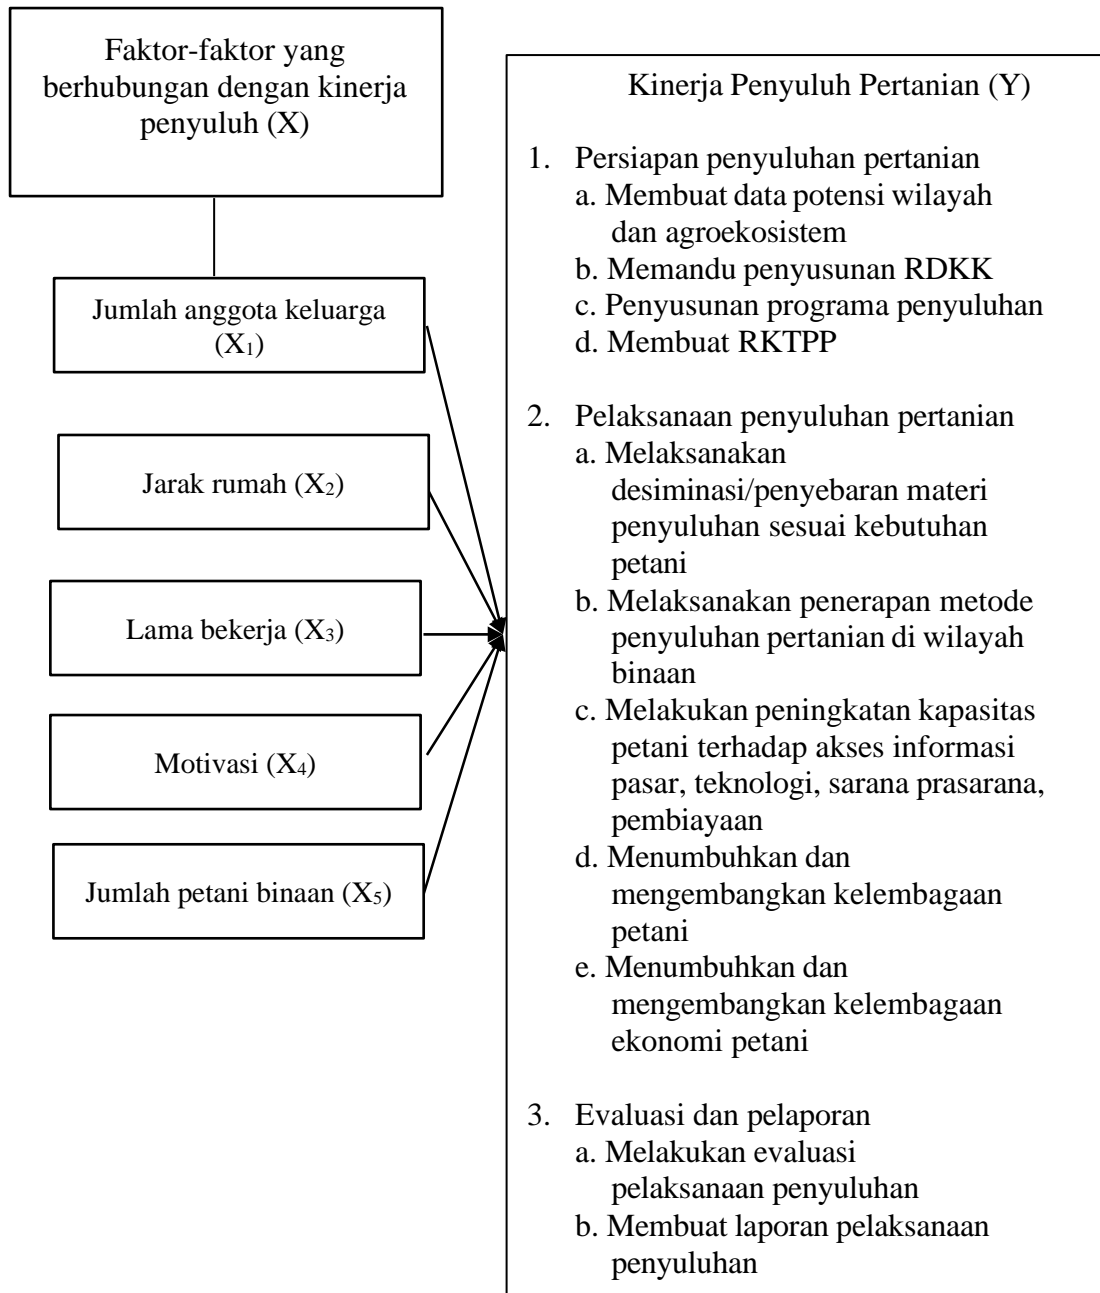 Faktor-faktor yang
berhubungan dengan kinerja
penyuluh (X)
Jumlah anggota keluarga
(X₁)
Jarak rumah (X₂)
Lama bekerja (X₃)
Motivasi (X₄)
Jumlah petani binaan (X₅)
Kinerja Penyuluh Pertanian (Y)
1. Persiapan penyuluhan pertanian
a. Membuat data potensi wilayah
dan agroekosistem
b. Memandu penyusunan RDKK
c. Penyusunan programa penyuluhan
d. Membuat RKTPP
2. Pelaksanaan penyuluhan pertanian
a. Melaksanakan
desiminasi/penyebaran materi
penyuluhan sesuai kebutuhan
petani
b. Melaksanakan penerapan metode
penyuluhan pertanian di wilayah
binaan
c. Melakukan peningkatan kapasitas
petani terhadap akses informasi
pasar, teknologi, sarana prasarana,
pembiayaan
d. Menumbuhkan dan
mengembangkan kelembagaan
petani
e. Menumbuhkan dan
mengembangkan kelembagaan
ekonomi petani
3. Evaluasi dan pelaporan
a. Melakukan evaluasi
pelaksanaan penyuluhan
b. Membuat laporan pelaksanaan
penyuluhan